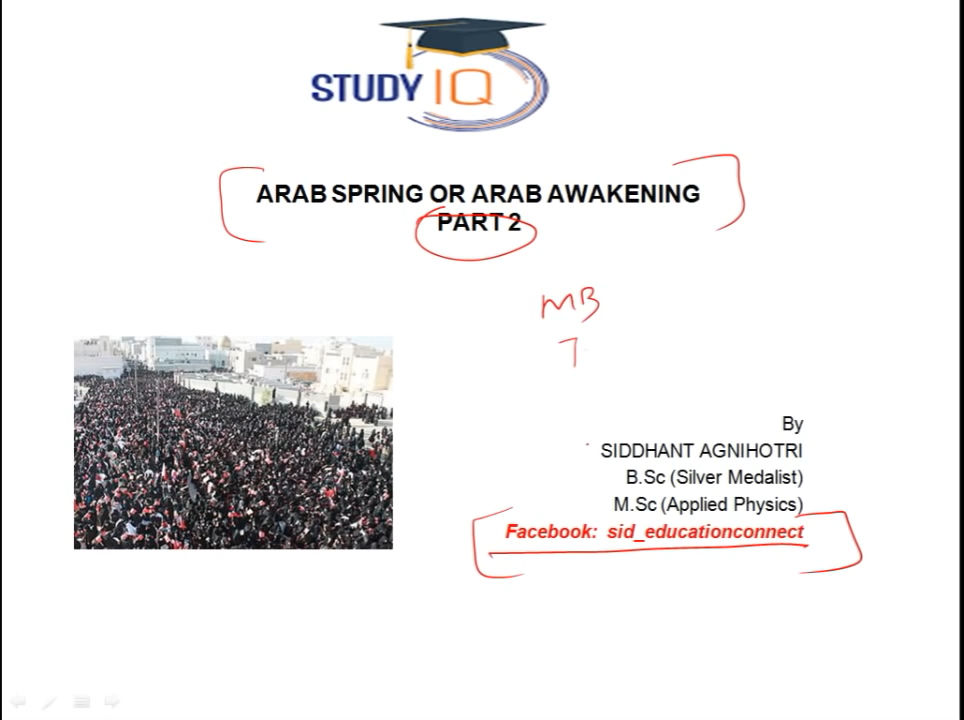 STUDY IQ
ARAB SPRING OR ARAB AWAKENING
PART 2
MB
7
By
SIDDHANT AGNIHOTRI
B.Sc (Silver Medalist)
M.Sc (Applied Physics)
Facebook: sid_educationconnect